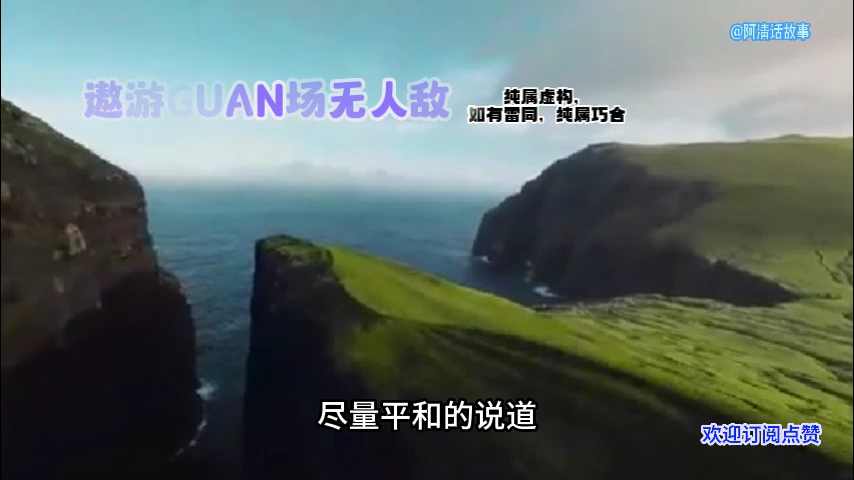 @阿清话故事
遨游GUAN场无人敌
纯属虚构，
如有雷同，纯属巧合
尽量平和的说道
欢迎订阅点赞